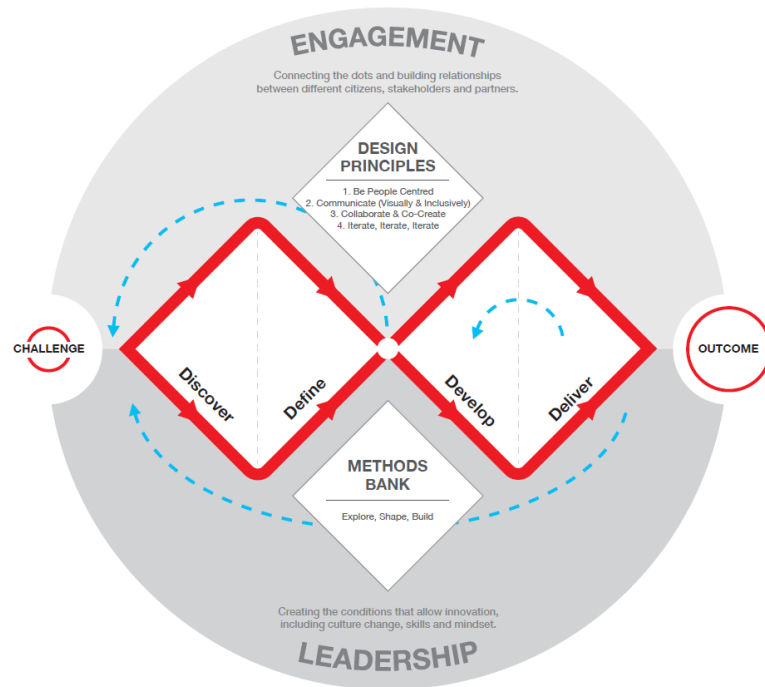 ENGAGEMENT
Connecting the dots and building relationships
between different citizens, stakeholders and partners.
DESIGN
PRINCIPLES
1. Be People Centred
2. Communicate (Visually & Inclusively)
3. Collaborate & Co-Create
4. Iterate, Iterate, Iterate
CHALLENGE
OUTCOME
Discover
Define
Develop
Deliver
METHODS
BANK
Explore, Shape, Build
Creating the conditions that allow innovation,
including culture change, skills and mindset.
LEADERSHIP